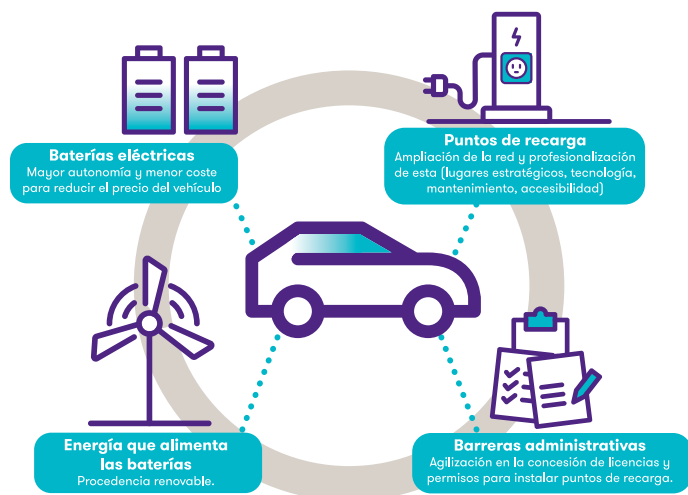 Baterías eléctricas
Mayor autonomía y menor coste
para reducir el precio del vehículo
Puntos de recarga
Ampliación de la red y profesionalización
de esta (lugares estratégicos, tecnología,
mantenimiento, accesibilidad)
Energía que alimenta
las baterías
Procedencia renovable.
Barreras administrativas
Agilización en la concesión de licencias y
permisos para instalar puntos de recarga.